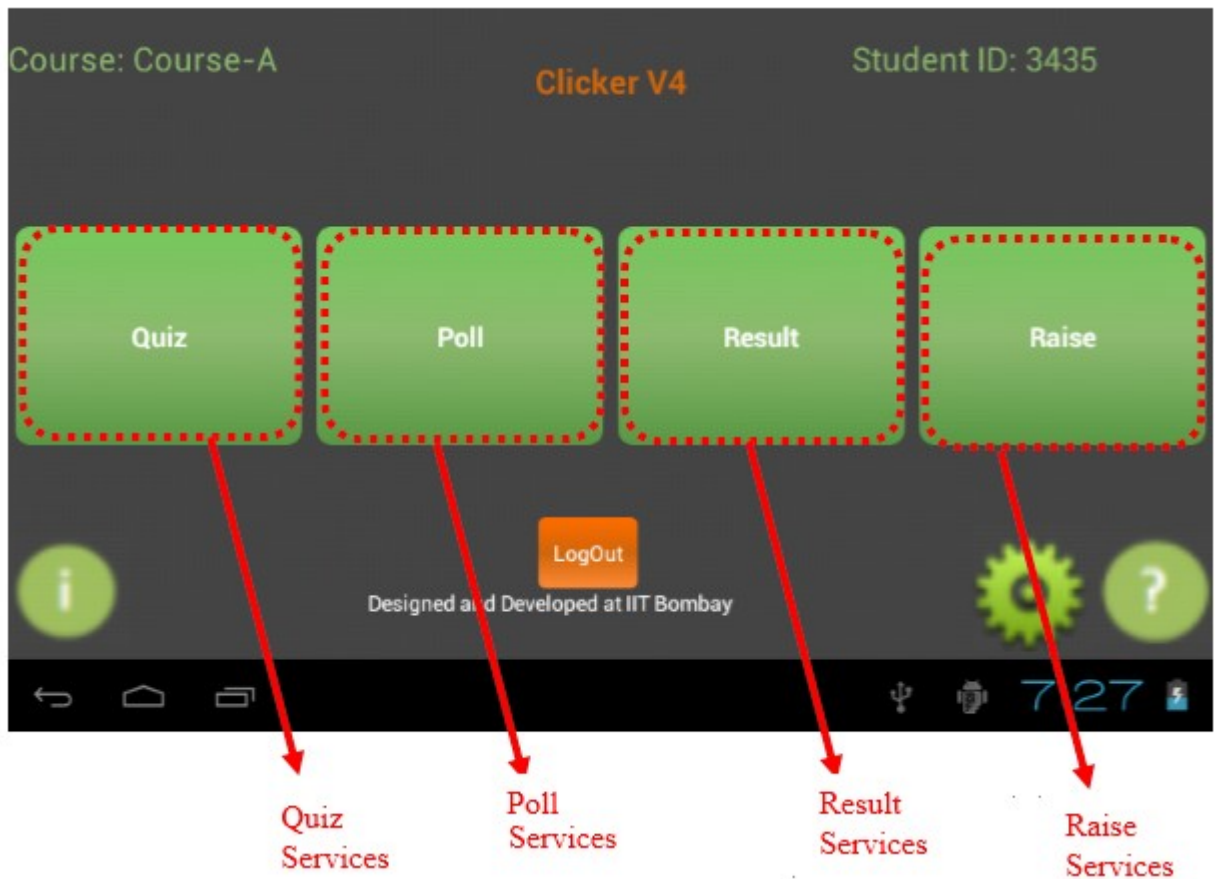 Course: Course-A
Clicker V4
Student ID: 3435
Quiz
Poll
Result
Raise
i
LogOut
?
Designed and Developed at IIT Bombay
7:27
Quiz
Services
Poll
Services
Result
Services
Raise
Services